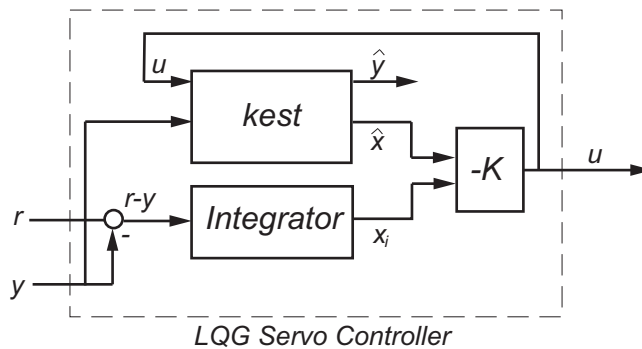 u
ŷ
kest
x̂
-K
u
r
r-y
-
Integrator
xᵢ
y
LQG Servo Controller